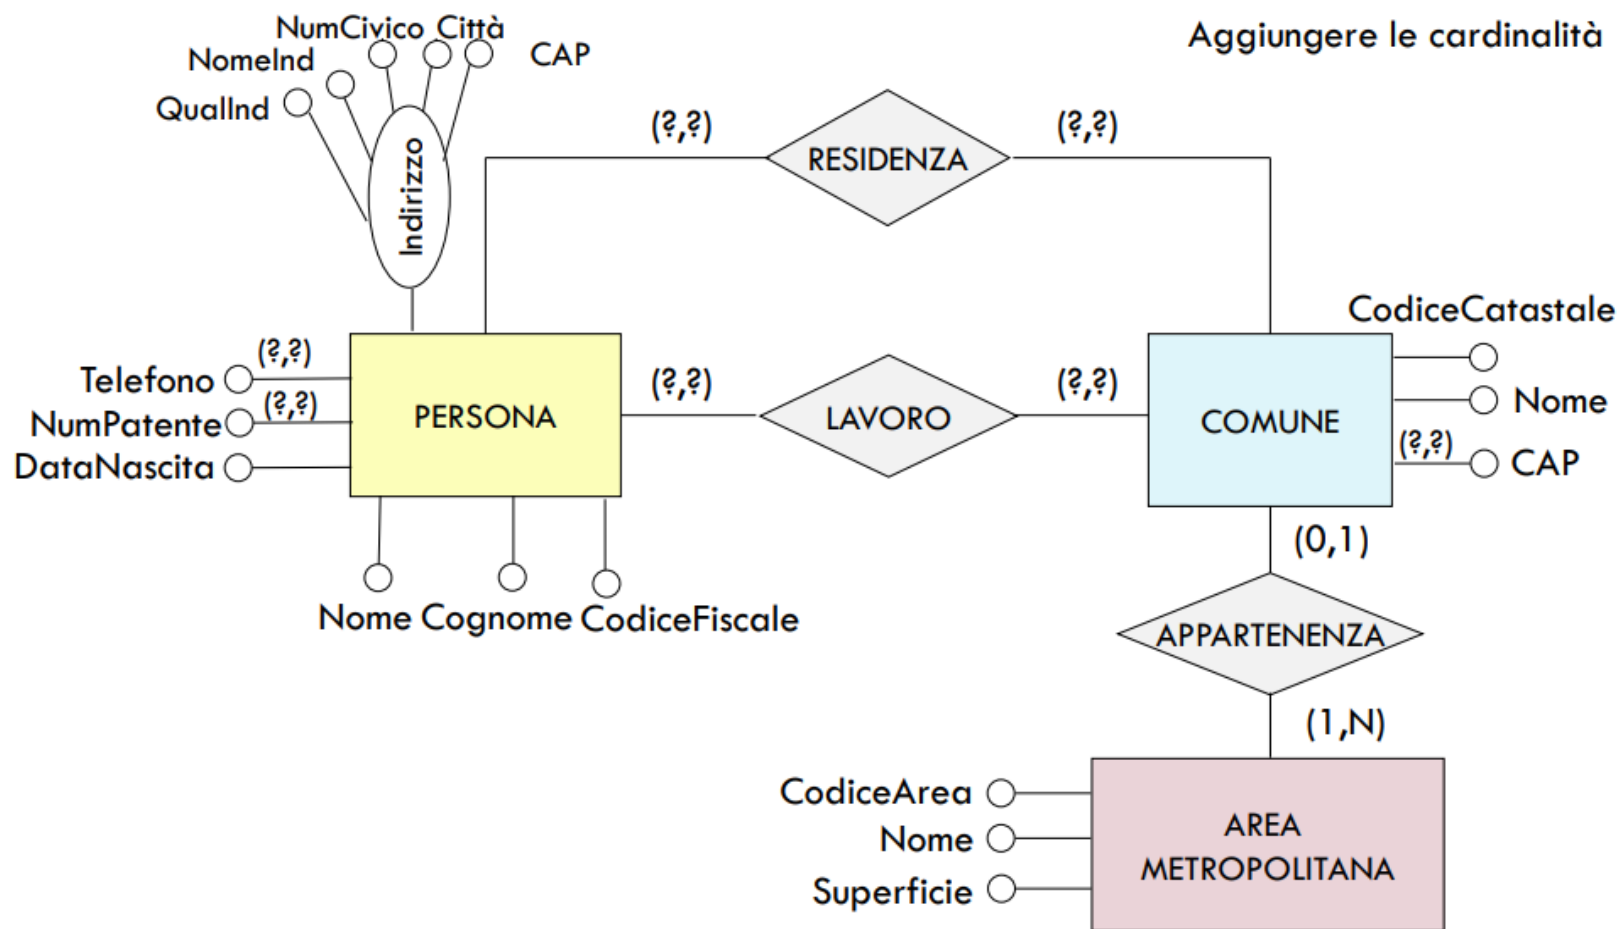 NumCivico Città
Aggiungere le cardinalità
NomeInd
CAP
QualInd
Indirizzo
(?,?)
(?,?)
RESIDENZA
CodiceCatastale
Telefono
(?,?)
NumPatente
(?,?)
DataNascita
PERSONA
(?,?)
LAVORO
(?,?)
COMUNE
Nome
(?,?)
CAP
(0,1)
Nome Cognome CodiceFiscale
APPARTENENZA
(1,N)
CodiceArea
Nome
Superficie
AREA
METROPOLITANA